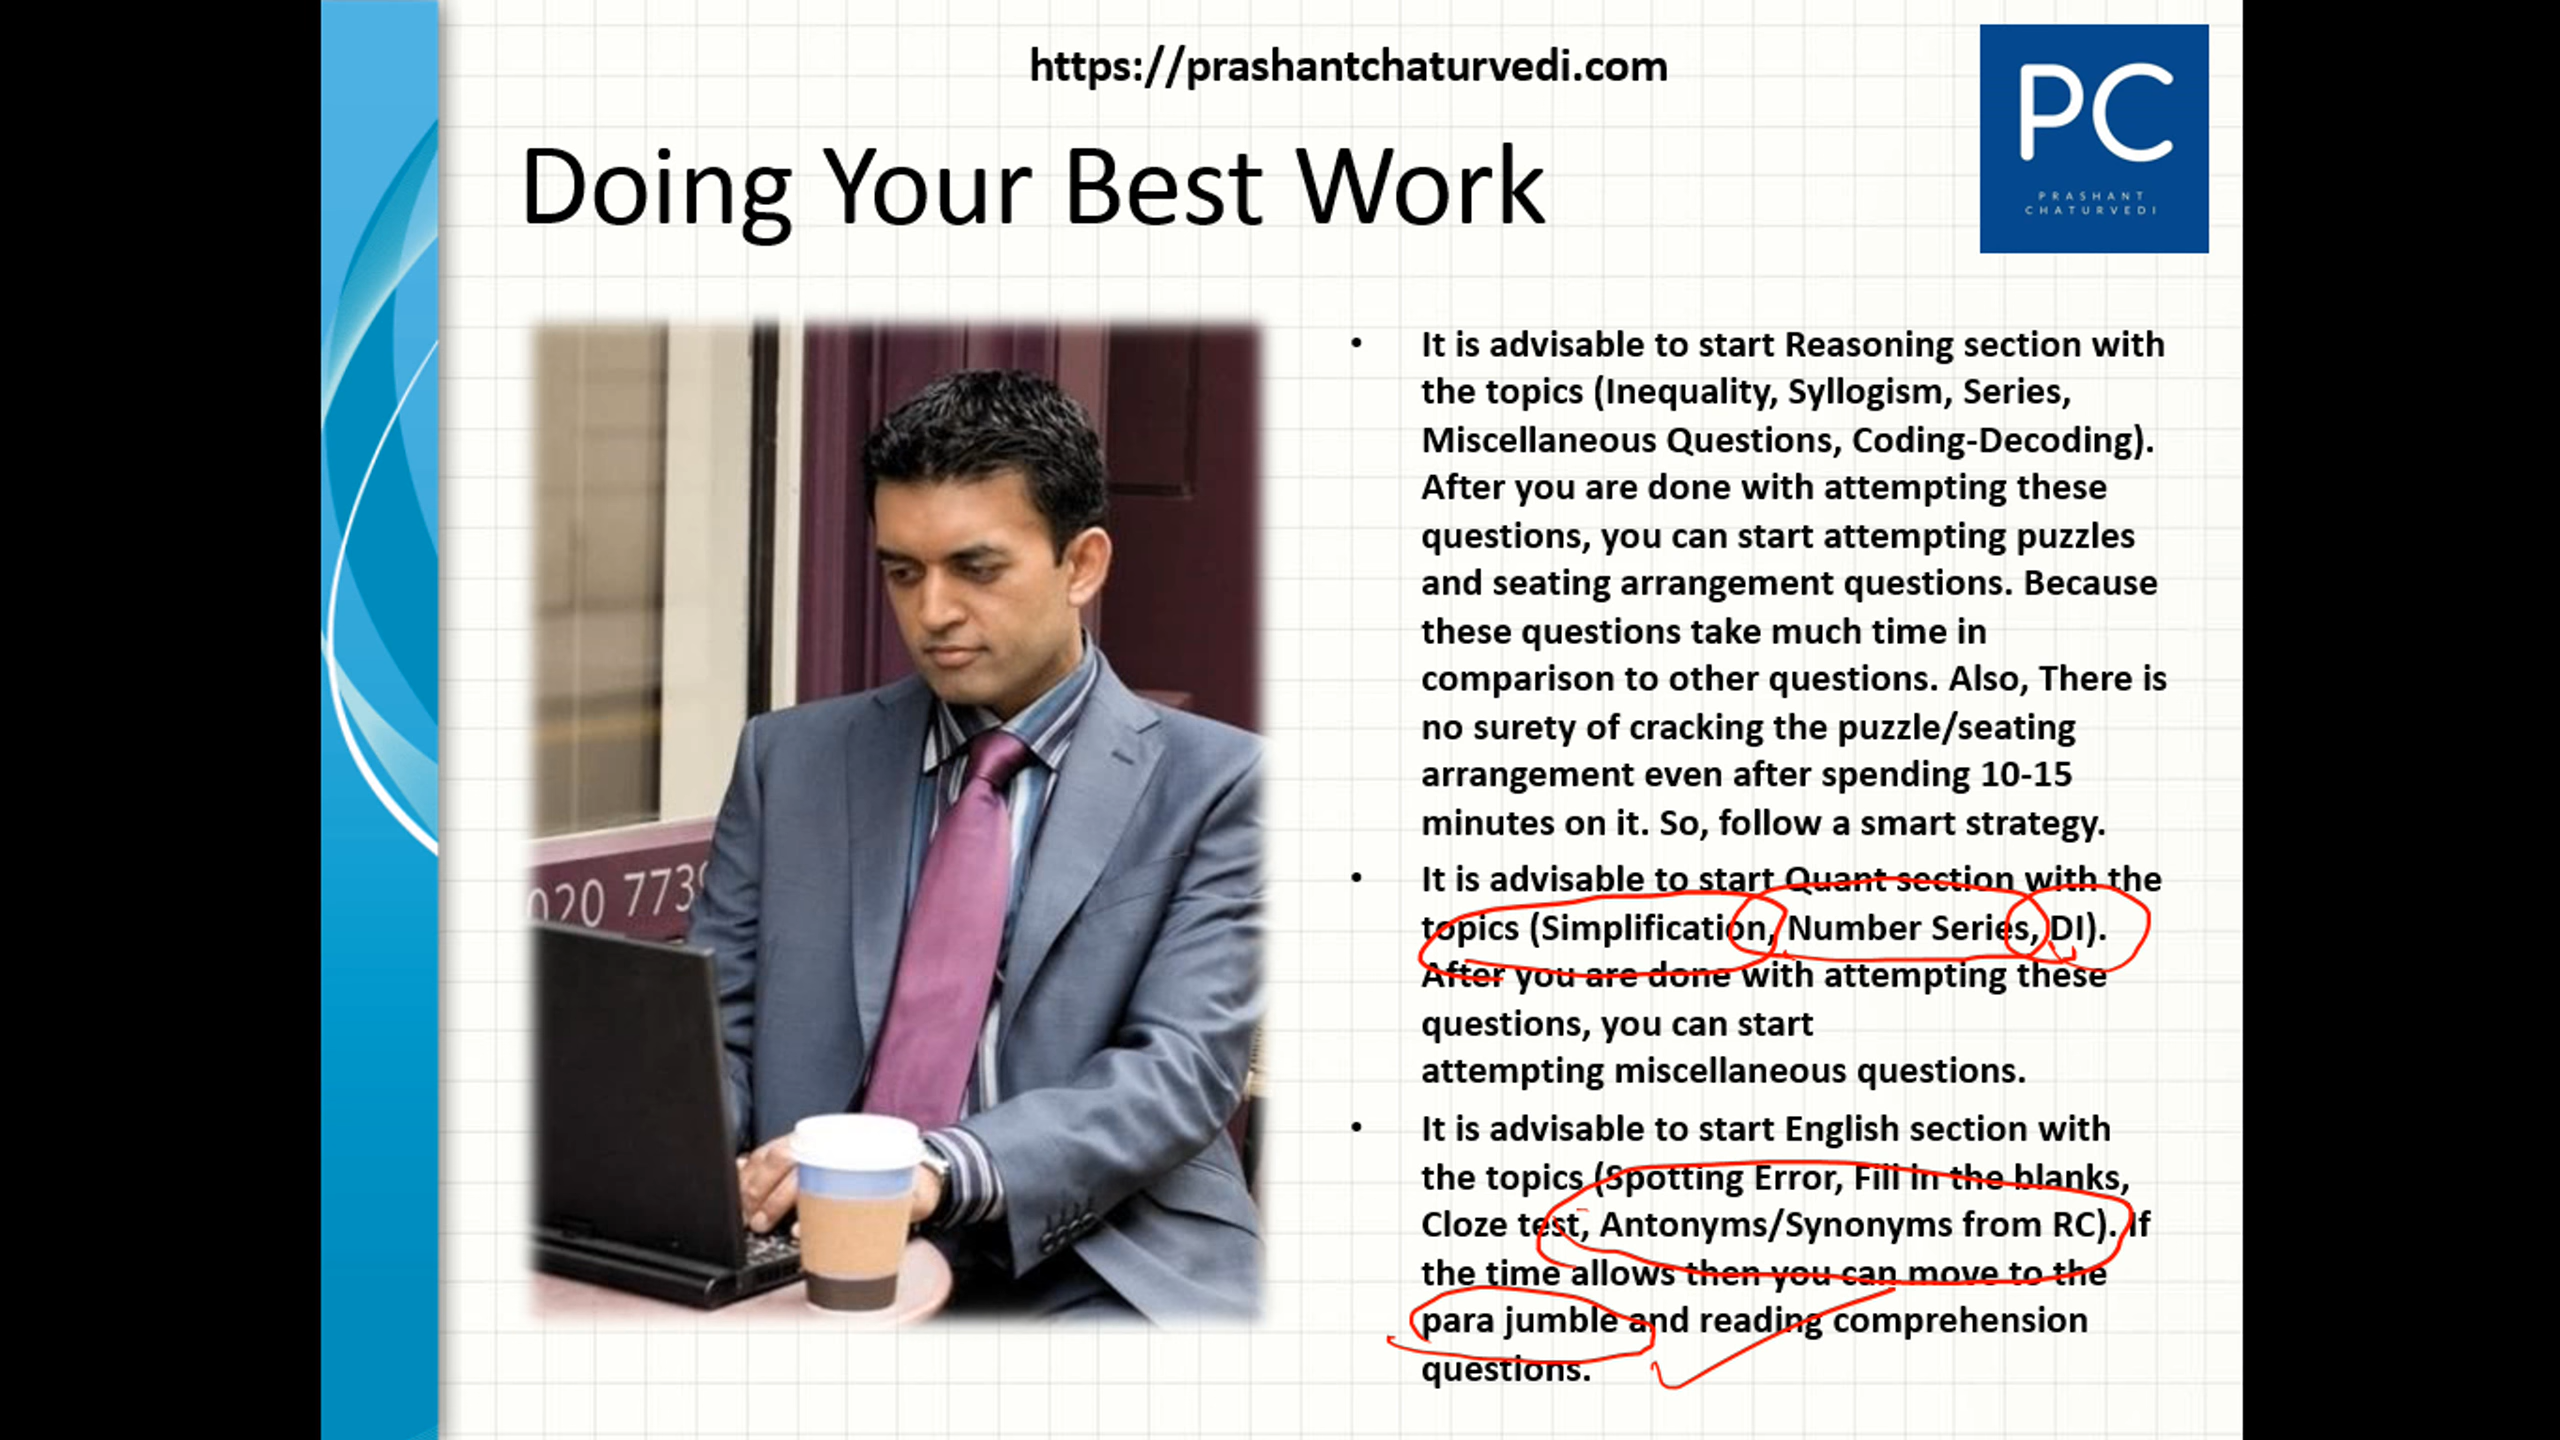 https://prashantchaturvedi.com
PC
PRASHANT
CHATURVEDI
Doing Your Best Work
020 773
• It is advisable to start Reasoning section with
the topics (Inequality, Syllogism, Series,
Miscellaneous Questions, Coding-Decoding).
After you are done with attempting these
questions, you can start attempting puzzles
and seating arrangement questions. Because
these questions take much time in
comparison to other questions. Also, There is
no surety of cracking the puzzle/seating
arrangement even after spending 10-15
minutes on it. So, follow a smart strategy.
• It is advisable to start Quant section with the
topics (Simplification, Number Series, DI).
After you are done with attempting these
questions, you can start
attempting miscellaneous questions.
• It is advisable to start English section with
the topics (Spotting Error, Fill in the blanks,
Cloze test, Antonyms/Synonyms from RC). If
the time allows then you can move to the
para jumble and reading comprehension
questions.